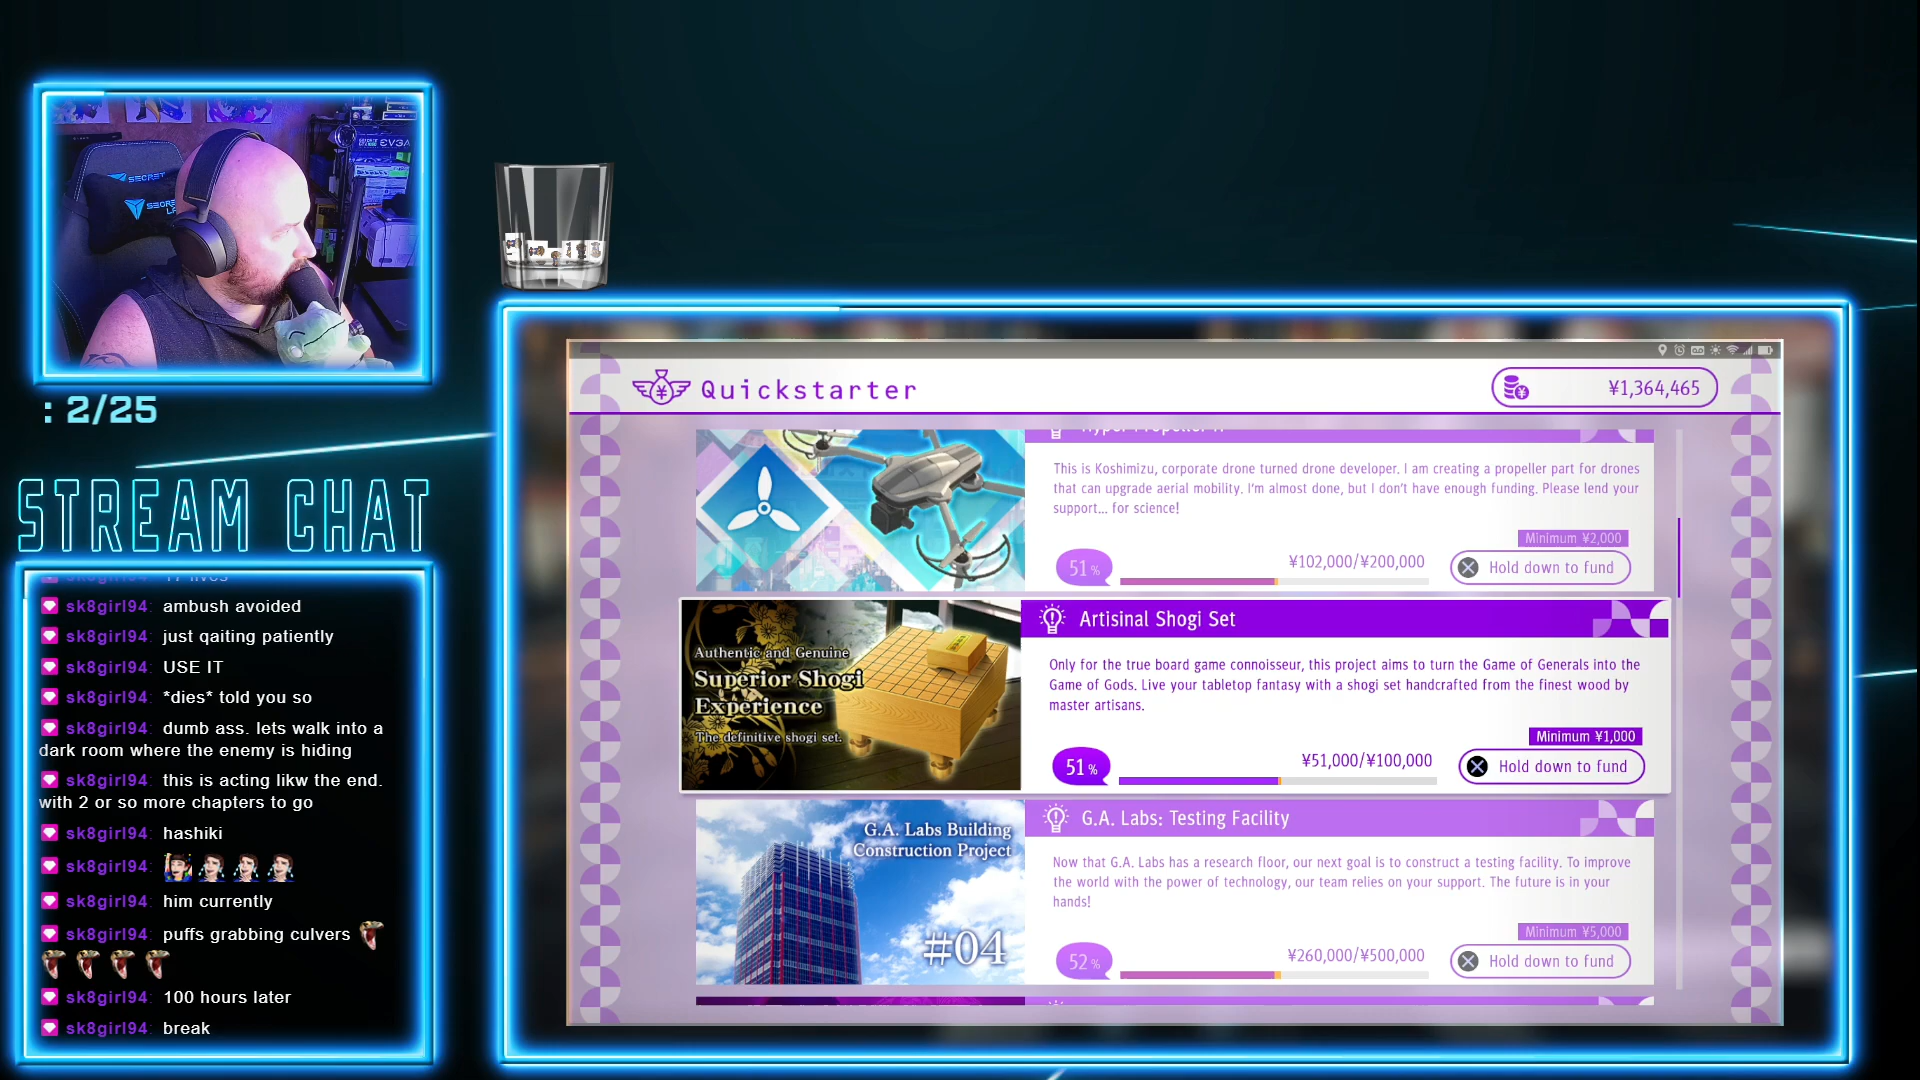 SECRET
EVGA
: 2/25
STREAM CHAT
sk8girl94: ambush avoided
sk8girl94: just qaiting patiently
sk8girl94: USE IT
sk8girl94: *dies* told you so
sk8girl94: dumb ass. lets walk into a
dark room where the enemy is hiding
sk8girl94: this is acting likw the end.
with 2 or so more chapters to go
sk8girl94: hashiki
sk8girl94:
sk8girl94: him currently
sk8girl94: puffs grabbing culvers
sk8girl94: 100 hours later
sk8girl94: break
Quickstarter
¥1,364,465
This is Koshimizu, corporate drone turned drone developer. I am creating a propeller part for drones
that can upgrade aerial mobility. I'm almost done, but I don't have enough funding. Please lend your
support... for science!
Minimum ¥2,000
51%
¥102,000/¥200,000
Hold down to fund
Authentic and Genuine
Superior Shogi
Experience
The definitive shogi set.
Artisinal Shogi Set
Only for the true board game connoisseur, this project aims to turn the Game of Generals into the
Game of Gods. Live your tabletop fantasy with a shogi set handcrafted from the finest wood by
master artisans.
Minimum ¥1,000
51%
¥51,000/¥100,000
Hold down to fund
G.A. Labs Building
Construction Project
#04
G.A. Labs: Testing Facility
Now that G.A. Labs has a research floor, our next goal is to construct a testing facility. To improve
the world with the power of technology, our team relies on your support. The future is in your
hands!
Minimum ¥5,000
52%
¥260,000/¥500,000
Hold down to fund